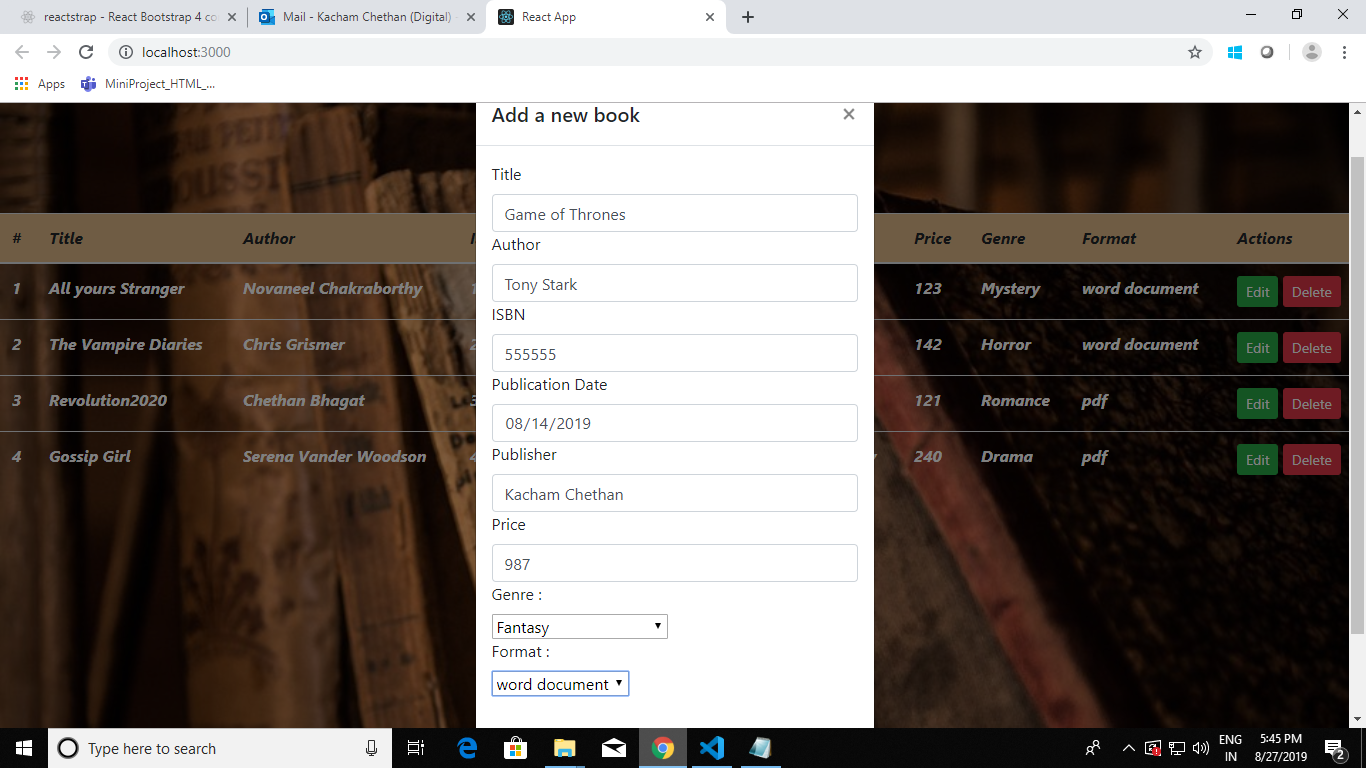 reactstrap - React Bootstrap 4 co
Mail - Kacham Chethan (Digital)
React App
localhost:3000
Apps
MiniProject_HTML_...
Add a new book
Title
Game of Thrones
Author
Tony Stark
ISBN
555555
Publication Date
08/14/2019
Publisher
Kacham Chethan
Price
987
Genre :
Fantasy
Format :
word document
# Title Author Price Genre Format Actions
1 All yours Stranger Novaneel Chakraborthy 1 123 Mystery word document Edit Delete
2 The Vampire Diaries Chris Grismer 2 142 Horror word document Edit Delete
3 Revolution2020 Chethan Bhagat 3 121 Romance pdf Edit Delete
4 Gossip Girl Serena Vander Woodson 4 y 240 Drama pdf Edit Delete
Type here to search
ENG
IN
5:45 PM
8/27/2019
2